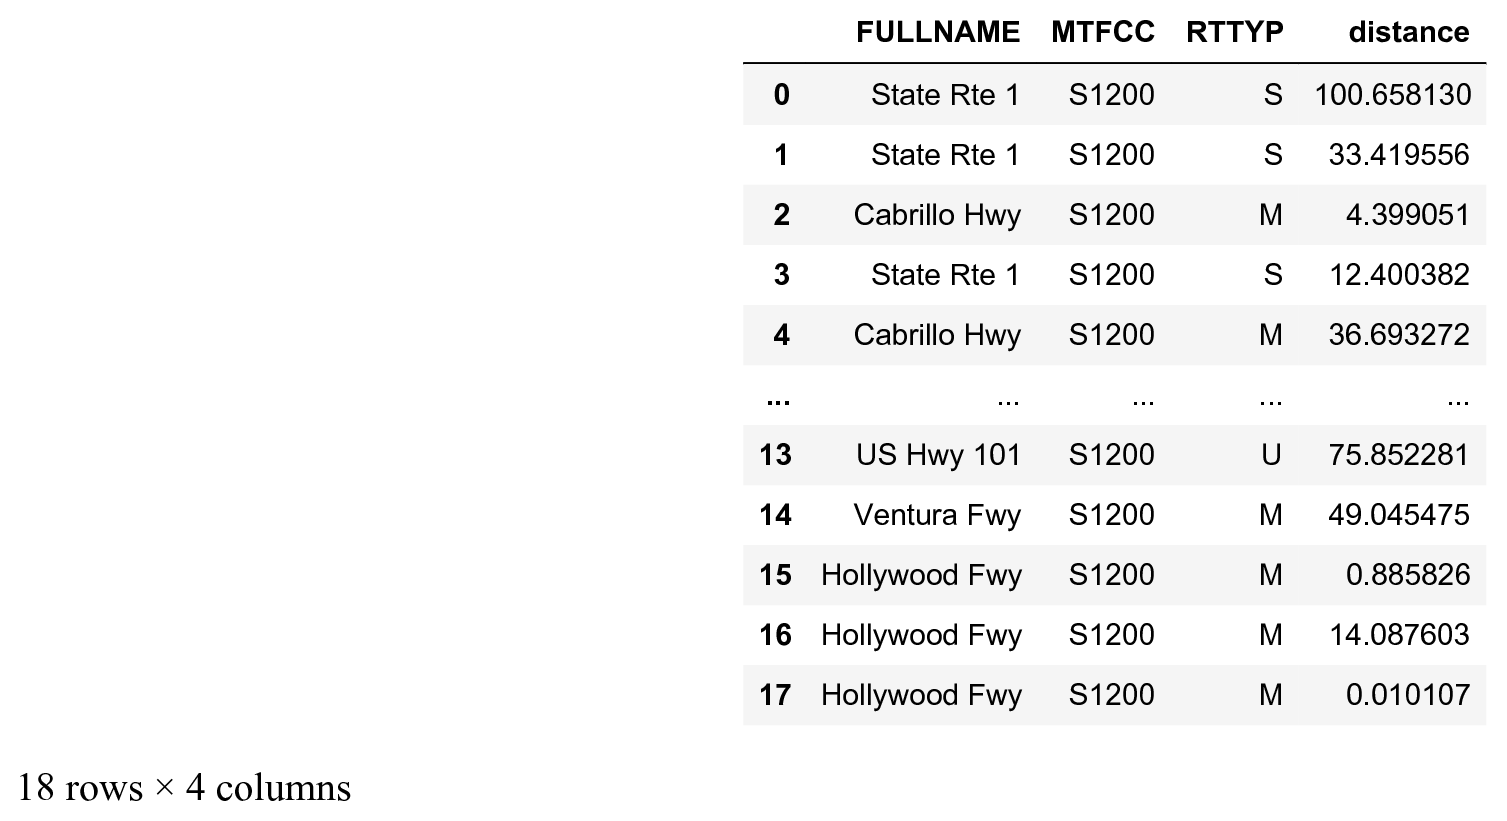 FULLNAME MTFCC RTTYP distance
0 State Rte 1 S1200 S 100.658130
1 State Rte 1 S1200 S 33.419556
2 Cabrillo Hwy S1200 M 4.399051
3 State Rte 1 S1200 S 12.400382
4 Cabrillo Hwy S1200 M 36.693272
... ... ... ... ...
13 US Hwy 101 S1200 U 75.852281
14 Ventura Fwy S1200 M 49.045475
15 Hollywood Fwy S1200 M 0.885826
16 Hollywood Fwy S1200 M 14.087603
17 Hollywood Fwy S1200 M 0.010107
18 rows × 4 columns